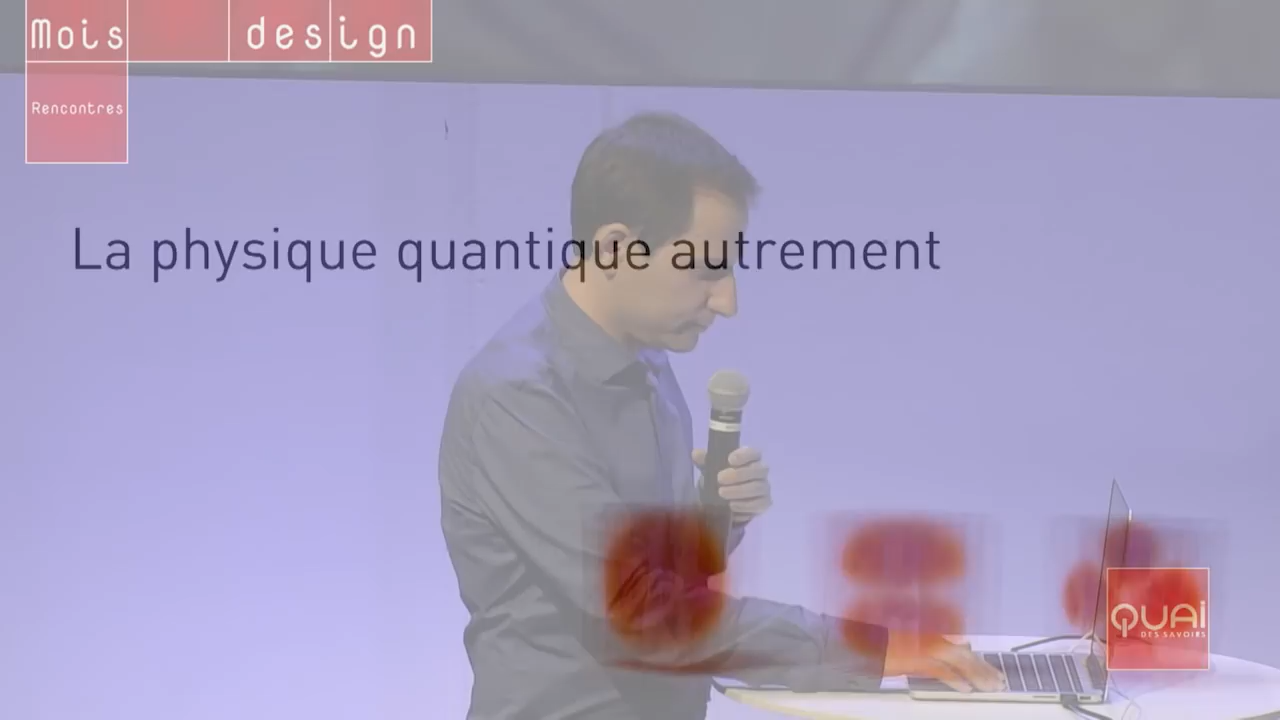 Mois design
Rencontres
La physique quantique autrement
QUAI
DES SAVOIRS